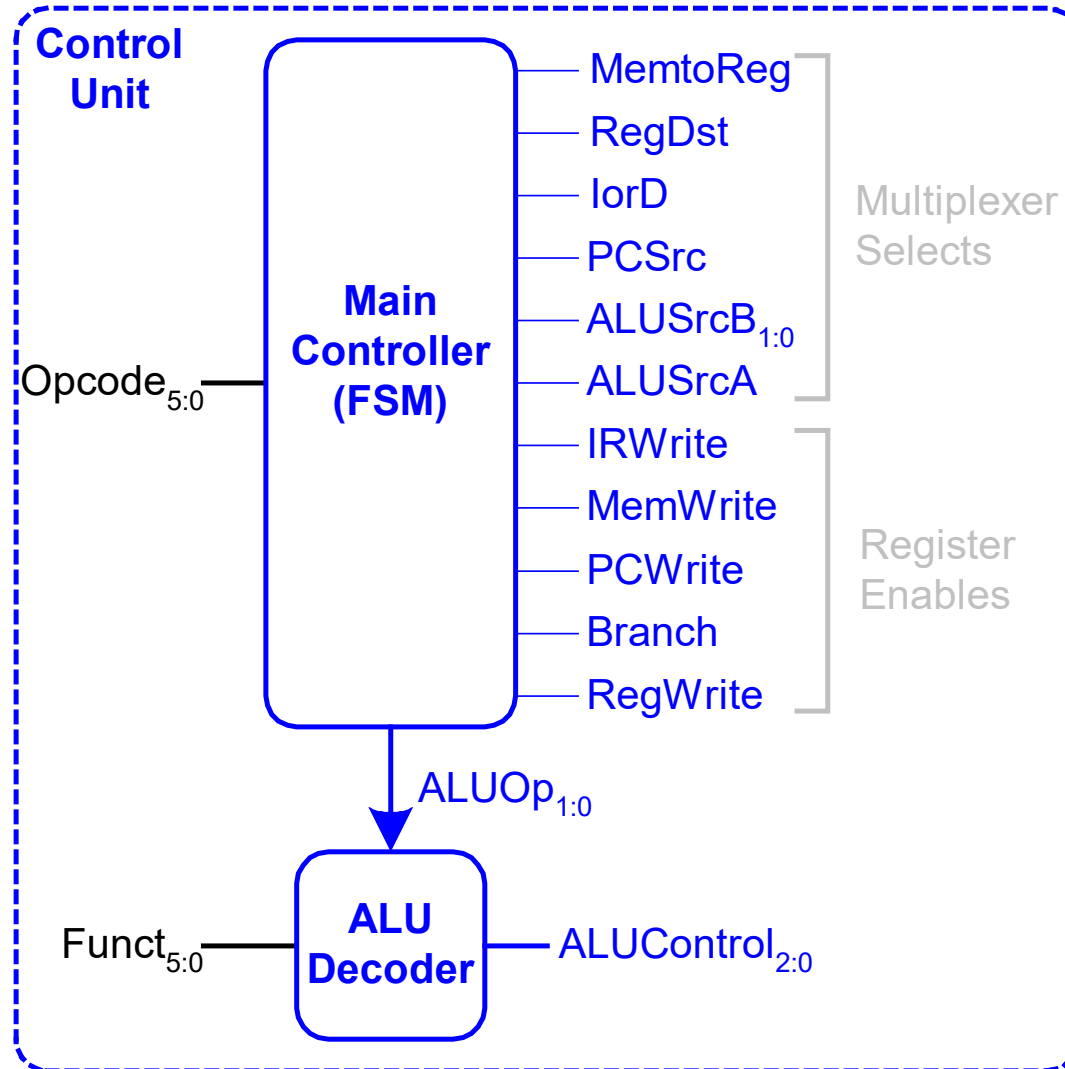 Control
Unit
MemtoReg
RegDst
IorD
PCSrc
ALUSrcB1:0
ALUSrcA
IRWrite
MemWrite
PCWrite
Branch
RegWrite
Multiplexer
Selects
Register
Enables
Main
Controller
(FSM)
Opcode5:0
ALUOp1:0
ALU
Decoder
Funct5:0
ALUControl2:0